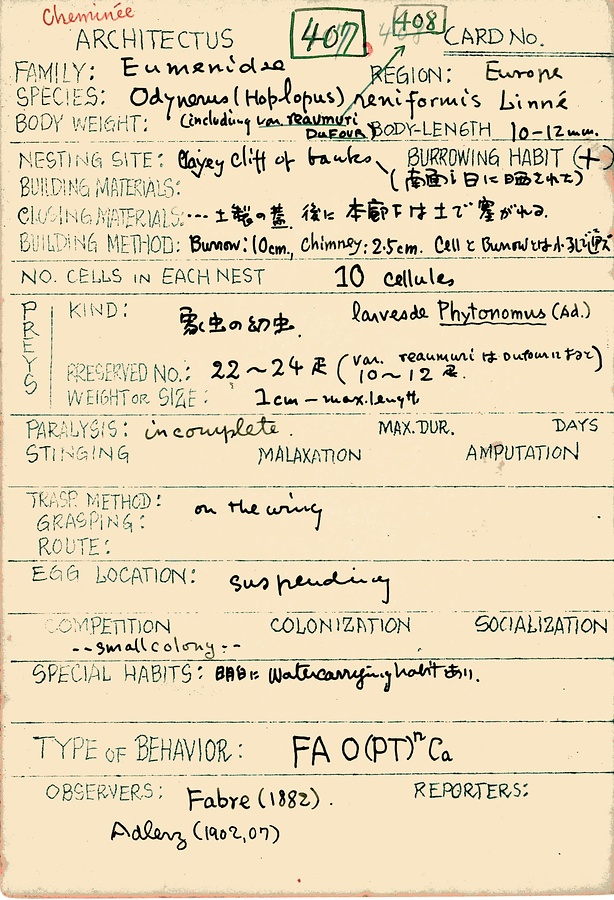 Cheminée
ARCHITECTUS 407 408 CARD No.
FAMILY: Eumenidae REGION: Europe
SPECIES: Odynerus (Hoplopus) reniformis Linné
(including var. reaumuri
BODY WEIGHT: DUFOUR) BODY-LENGTH 10-12mm.
NESTING SITE: Clayey cliff of banks, BURROWING HABIT (+)
(南面し日に晒された)
BUILDING MATERIALS:
CLOSING MATERIALS: ... 土製の蓋 後に本廊下は土で塞がれる.
BUILDING METHOD: Burrow: 10cm, Chimney: 2.5cm. Cell と Burrow とは小孔で
NO. CELLS IN EACH NEST 10 cellules
PREYS
KIND: 象虫の幼虫. larves de Phytonomus (Ad.)
PRESERVED NO.: 22～24 疋 (var. reaumuri は Dufour によると)
10～12 疋.
WEIGHT OR SIZE: 1cm - max. length
PARALYSIS: incomplete. MAX. DUR. DAYS
STINGING MALAXATION AMPUTATION
TRASP. METHOD: on the wing
GRASPING:
ROUTE:
EGG LOCATION: suspending
COMPETITION COLONIZATION SOCIALIZATION
--small colony--
SPECIAL HABITS: 明白に Water carrying habit あり.
TYPE OF BEHAVIOR: FA O(PT)ⁿ Ca
OBSERVERS: Fabre (1882). REPORTERS:
Adlerz (1902, 07)